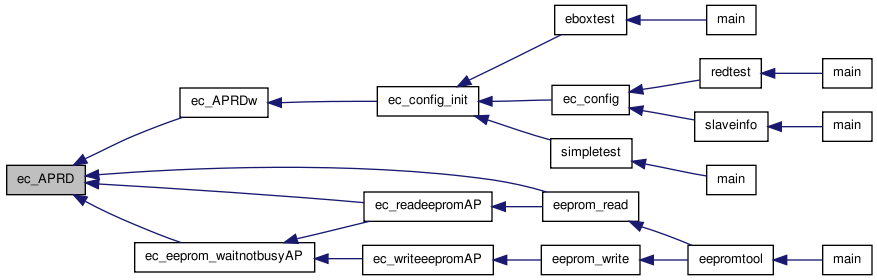 eboxtest
main
redtest
main
ec_APRDw
ec_config_init
ec_config
slaveinfo
main
simpletest
main
ec_APRD
ec_readeepromAP
eeprom_read
ec_eeprom_waitnotbusyAP
ec_writeeepromAP
eeprom_write
eepromtool
main